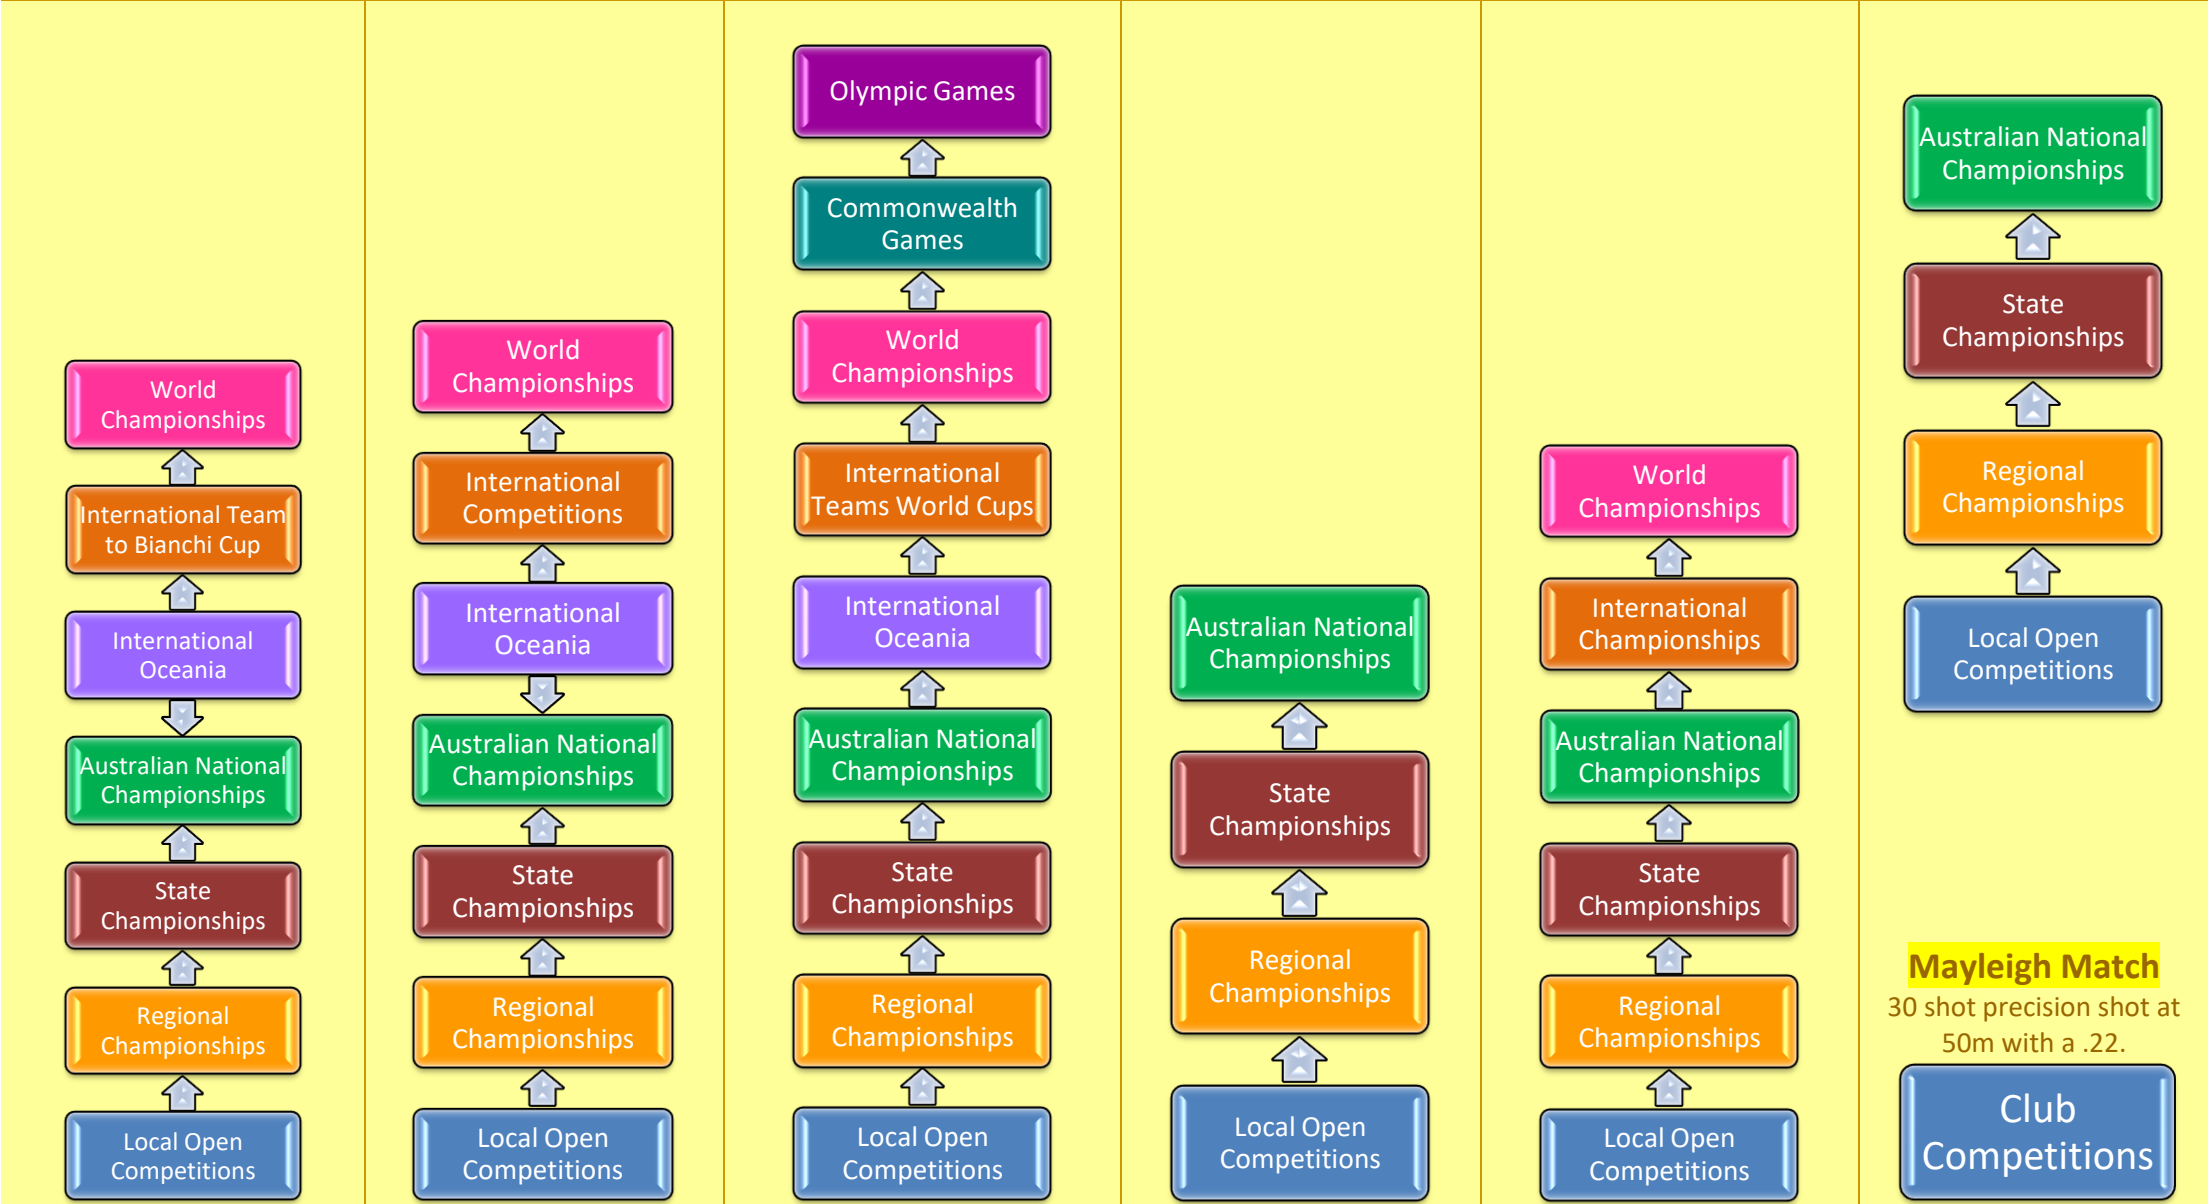 World
Championships
International Team
to Bianchi Cup
International
Oceania
Australian National
Championships
State
Championships
Regional
Championships
Local Open
Competitions
World
Championships
International
Competitions
International
Oceania
Australian National
Championships
State
Championships
Regional
Championships
Local Open
Competitions
Olympic Games
Commonwealth
Games
World
Championships
International
Teams World Cups
International
Oceania
Australian National
Championships
State
Championships
Regional
Championships
Local Open
Competitions
Australian National
Championships
State
Championships
Regional
Championships
Local Open
Competitions
World
Championships
International
Championships
Australian National
Championships
State
Championships
Regional
Championships
Local Open
Competitions
Australian National
Championships
State
Championships
Regional
Championships
Local Open
Competitions
Mayleigh Match
30 shot precision shot at
50m with a .22.
Club
Competitions